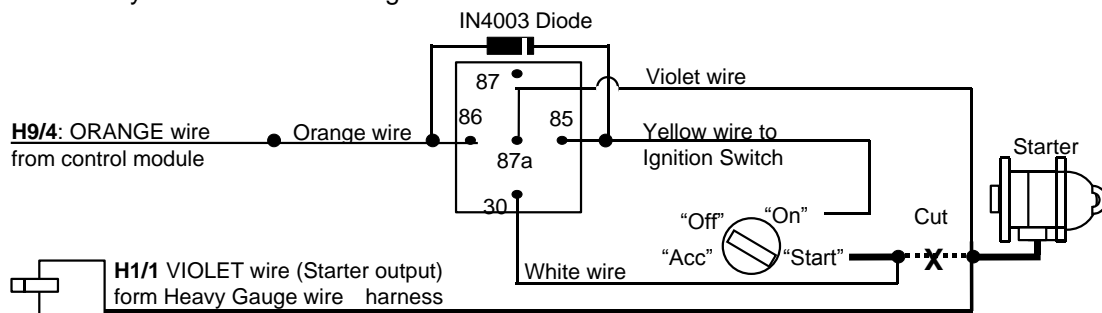 IN4003 Diode
87
Violet wire
86
85
H9/4: ORANGE wire
from control module
Orange wire
87a
Yellow wire to
Ignition Switch
Starter
30
"Off"
"On"
Cut
"Acc"
"Start"
X
White wire
H1/1 VIOLET wire (Starter output)
form Heavy Gauge wire harness